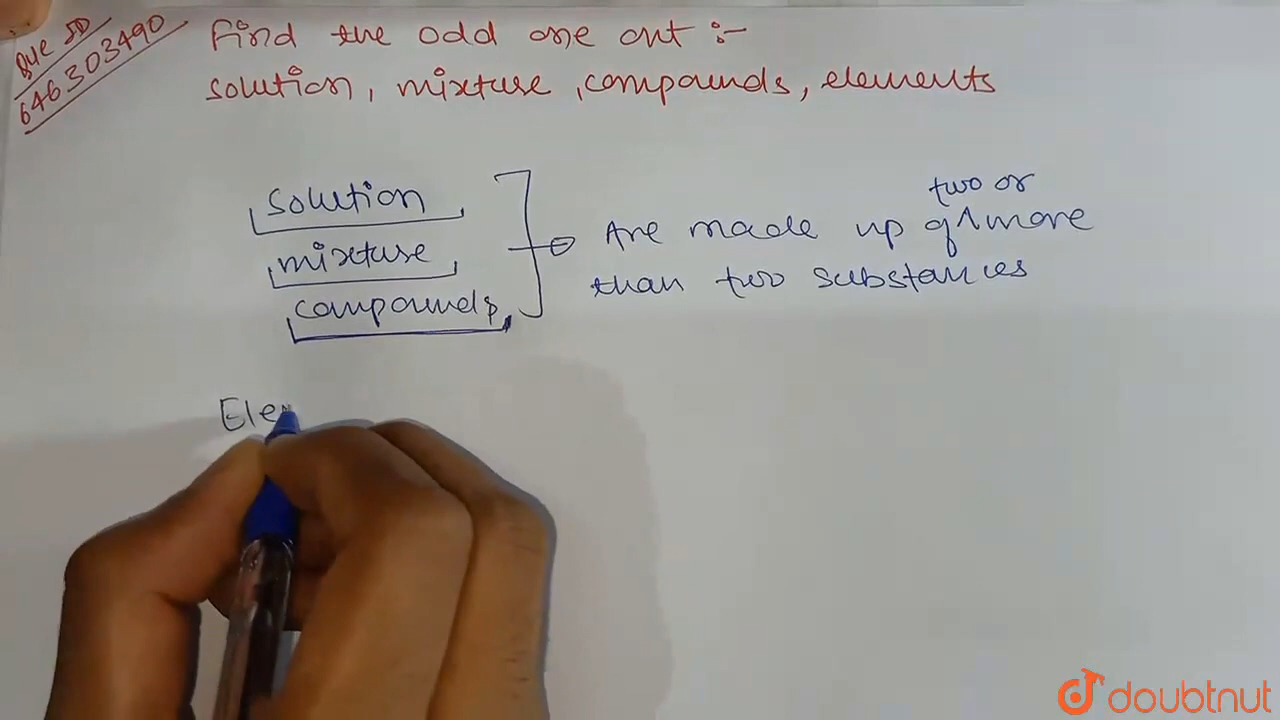 Que ID
646303490
Find the odd one out :-
solution, mixture, compounds, elements
solution
mixture
compounds
two or
Are made up of ^ more
than two substances
Elem
doubtnut